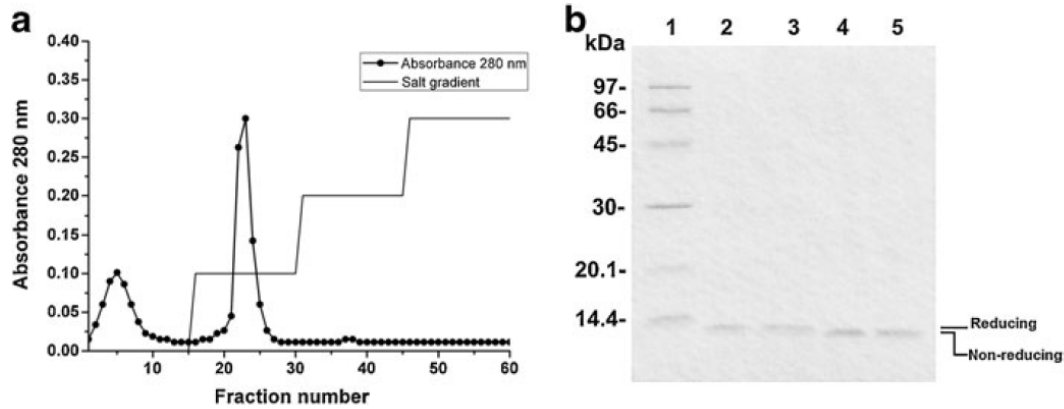 a
0.40
0.35
0.30
0.25
0.20
0.15
0.10
0.05
0.00
10 20 30 40 50 60
Absorbance 280 nm
Fraction number
Absorbance 280 nm
Salt gradient
b
1 2 3 4 5
kDa
97-
66-
45-
30-
20.1-
14.4-
Reducing
Non-reducing